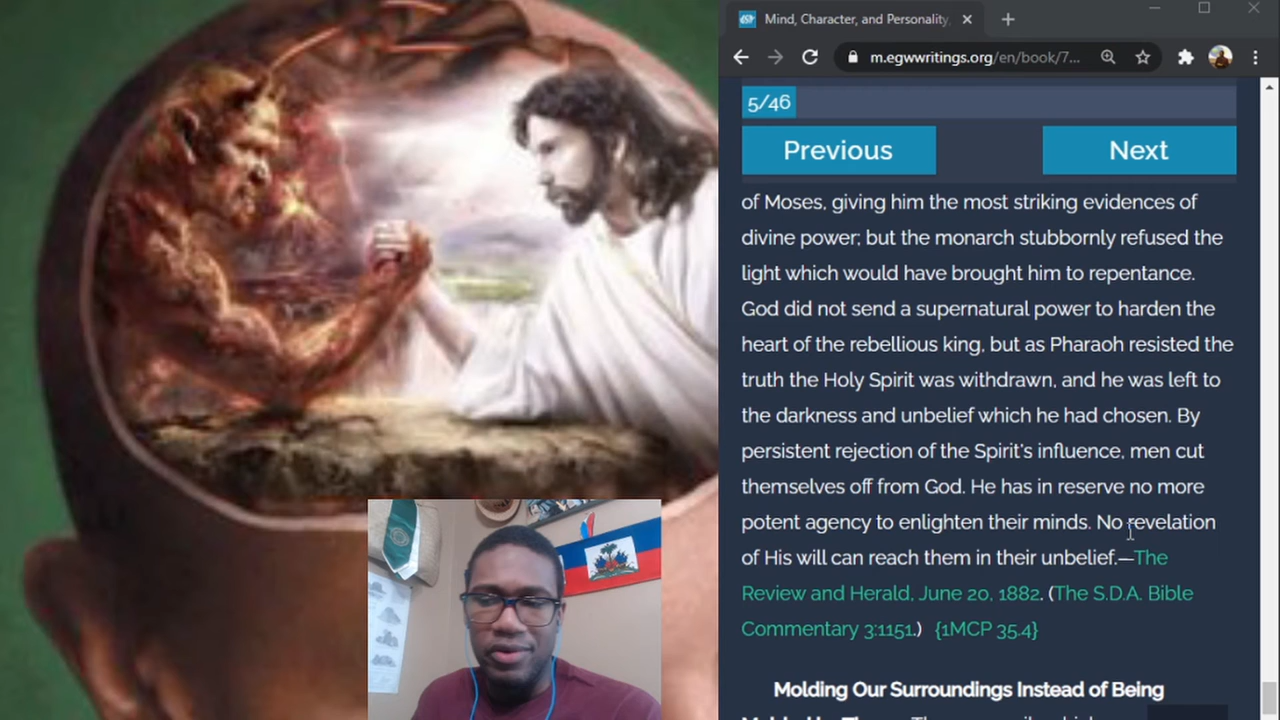 Mind, Character, and Personality,
m.egwwritings.org/en/book/7...
5/46
Previous
Next
of Moses, giving him the most striking evidences of
divine power; but the monarch stubbornly refused the
light which would have brought him to repentance.
God did not send a supernatural power to harden the
heart of the rebellious king, but as Pharaoh resisted the
truth the Holy Spirit was withdrawn, and he was left to
the darkness and unbelief which he had chosen. By
persistent rejection of the Spirit's influence, men cut
themselves off from God. He has in reserve no more
potent agency to enlighten their minds. No revelation
of His will can reach them in their unbelief.—The
Review and Herald, June 20, 1882. (The S.D.A. Bible
Commentary 3:1151.) {1MCP 35.4}
Molding Our Surroundings Instead of Being